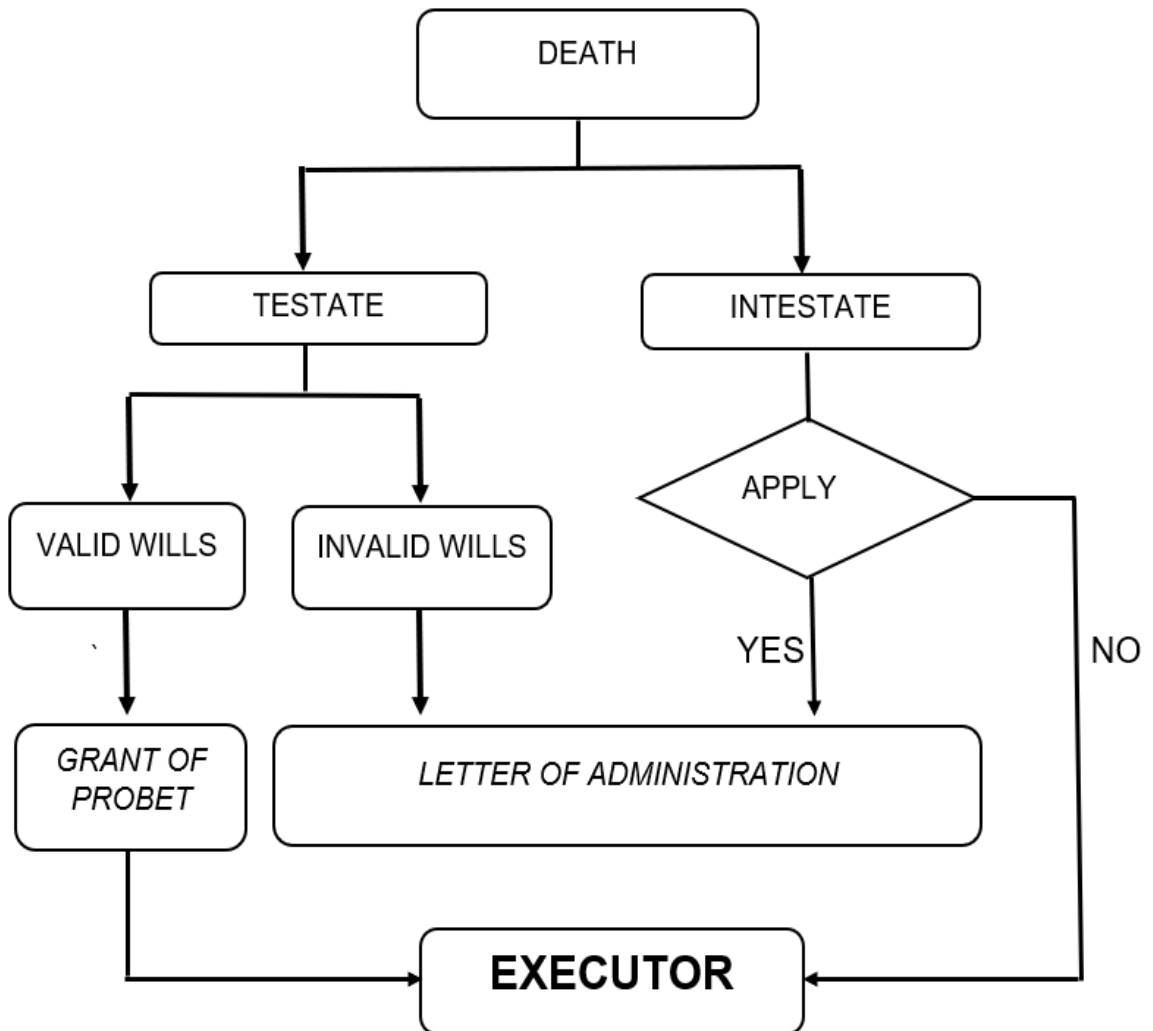 DEATH
TESTATE
INTESTATE
APPLY
VALID WILLS
INVALID WILLS
YES
NO
`
GRANT OF
PROBET
LETTER OF ADMINISTRATION
EXECUTOR